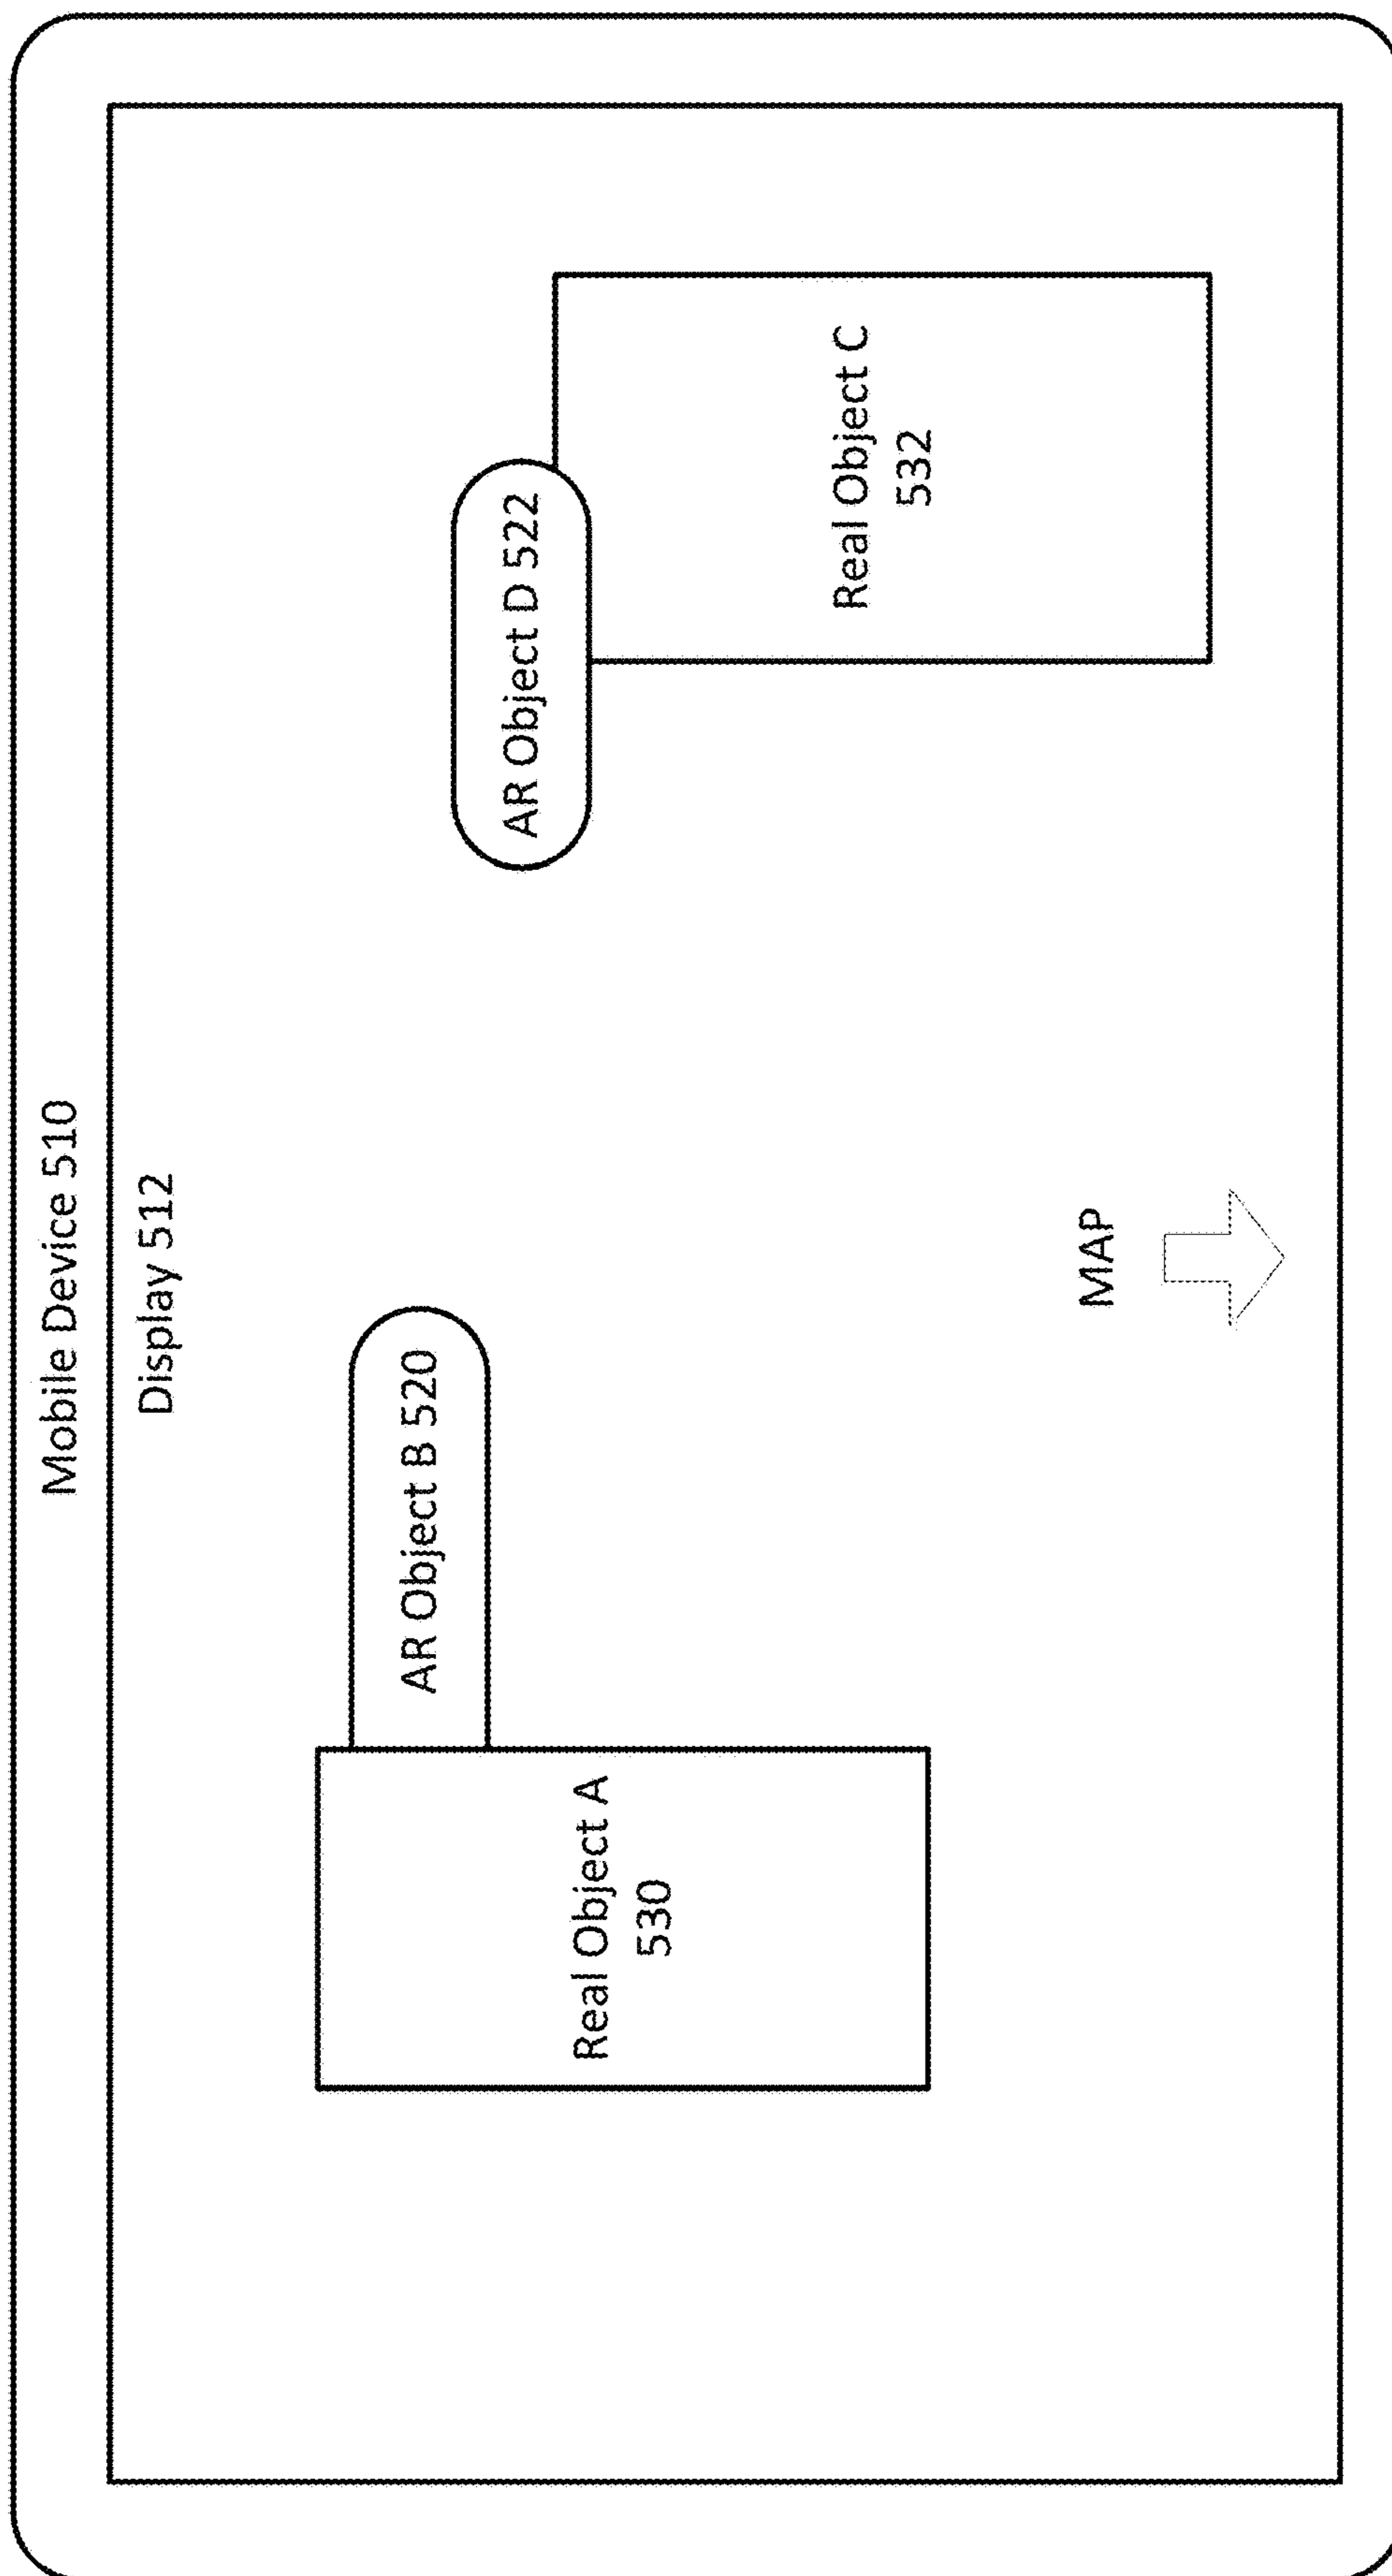 Mobile Device 510
Display 512
AR Object B 520
AR Object D 522
Real Object A
530
Real Object C
532
MAP